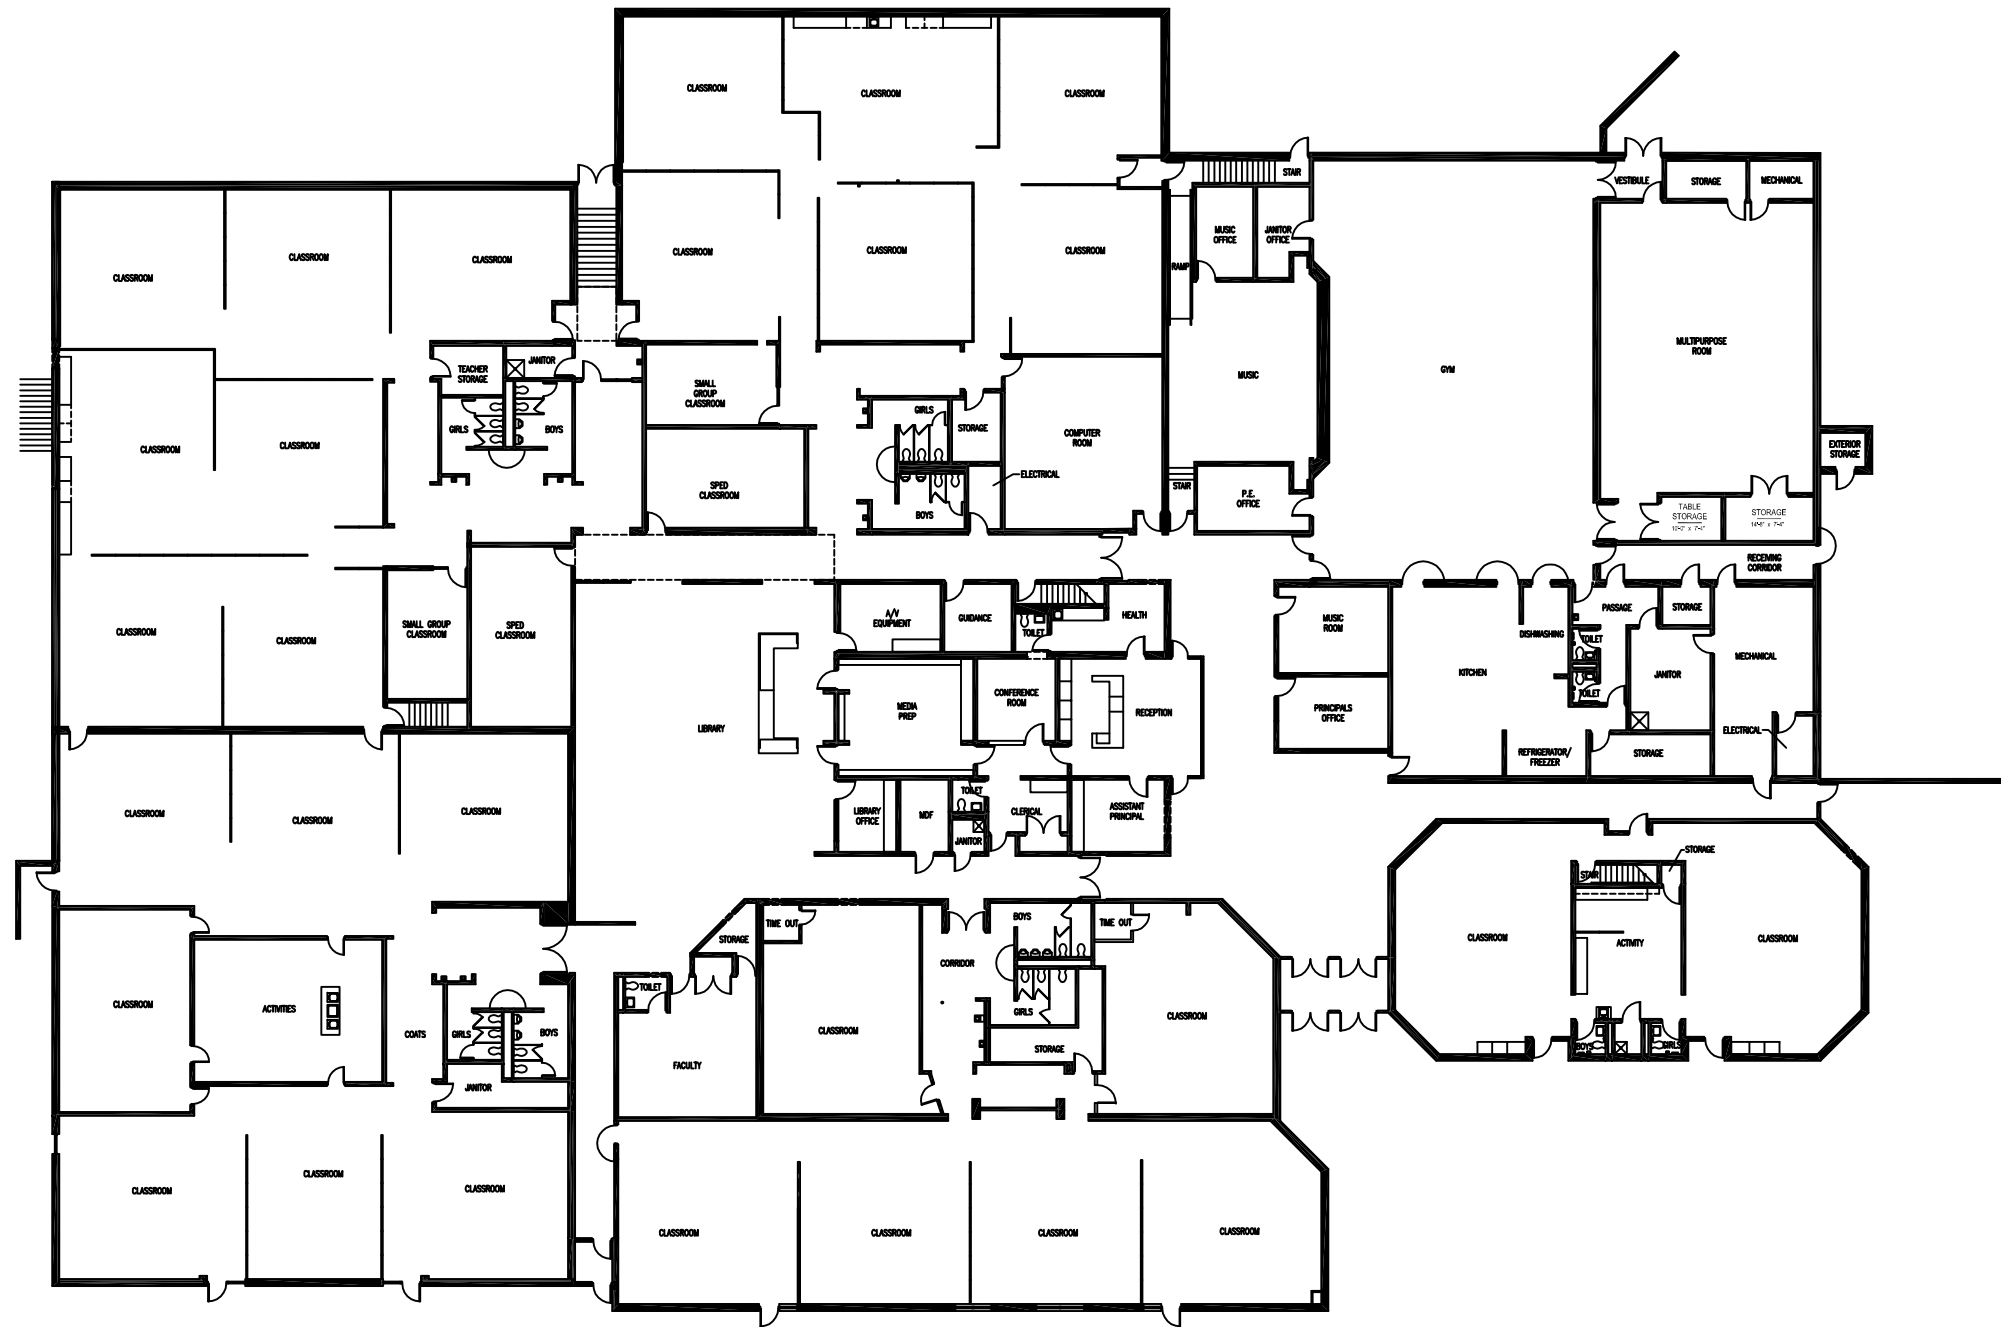 CLASSROOM
CLASSROOM
CLASSROOM
STAIR
VESTIBULE
STORAGE
MECHANICAL
CLASSROOM
CLASSROOM
CLASSROOM
CLASSROOM
CLASSROOM
CLASSROOM
MUSIC
OFFICE
JANITOR
OFFICE
RAMP
TEACHER
STORAGE
JANITOR
SMALL
GROUP
CLASSROOM
MUSIC
GYM
MULTIPURPOSE
ROOM
CLASSROOM
CLASSROOM
GIRLS
BOYS
GIRLS
STORAGE
COMPUTER
ROOM
EXTERIOR
STORAGE
SPED
CLASSROOM
ELECTRICAL
BOYS
STAIR
P.E.
OFFICE
TABLE
STORAGE
STORAGE
14'-8" x 7'-4"
RECEIVING
CORRIDOR
CLASSROOM
CLASSROOM
SMALL GROUP
CLASSROOM
SPED
CLASSROOM
A/V
EQUIPMENT
GUIDANCE
TOILET
HEALTH
MUSIC
ROOM
DISHWASHING
PASSAGE
STORAGE
TOILET
KITCHEN
JANITOR
MECHANICAL
TOILET
LIBRARY
MEDIA
PREP
CONFERENCE
ROOM
RECEPTION
PRINCIPALS
OFFICE
REFRIGERATOR/
FREEZER
STORAGE
ELECTRICAL
CLASSROOM
CLASSROOM
CLASSROOM
LIBRARY
OFFICE
MDF
TOILET
JANITOR
CLERICAL
ASSISTANT
PRINCIPAL
STORAGE
STAIR
STORAGE
TIME OUT
BOYS
TIME OUT
CLASSROOM
ACTIVITY
CLASSROOM
CORRIDOR
TOILET
CLASSROOM
ACTIVITIES
COATS
GIRLS
BOYS
JANITOR
FACULTY
CLASSROOM
GIRLS
STORAGE
CLASSROOM
BOYS
GIRLS
CLASSROOM
CLASSROOM
CLASSROOM
CLASSROOM
CLASSROOM
CLASSROOM
CLASSROOM